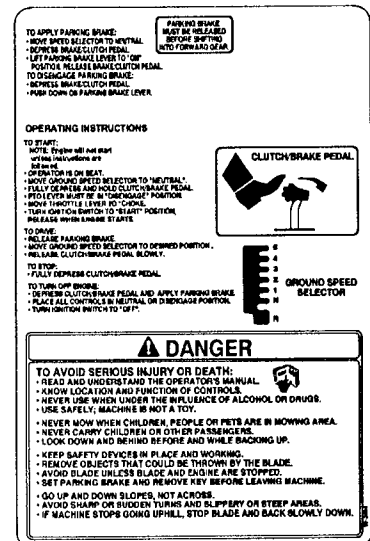 TO APPLY PARKING BRAKE:
• MOVE SPEED SELECTOR TO NEUTRAL.
• DEPRESS BRAKE/CLUTCH PEDAL
• LIFT PARKING BRAKE LEVER TO "ON"
POSITION, RELEASE BRAKE/CLUTCH PEDAL.
TO DISENGAGE PARKING BRAKE:
• DEPRESS BRAKE/CLUTCH PEDAL.
• PUSH DOWN ON PARKING BRAKE LEVER.
PARKING BRAKE
MUST BE RELEASED
BEFORE SHIFTING
INTO FORWARD GEAR
OPERATING INSTRUCTIONS
TO START:
NOTE: Engine will not start
unless instructions are
followed.
• OPERATOR IS ON SEAT.
• MOVE GROUND SPEED SELECTOR TO "NEUTRAL".
• FULLY DEPRESS AND HOLD CLUTCH/BRAKE PEDAL.
• PTO LEVER MUST BE IN "DISENGAGE" POSITION.
• MOVE THROTTLE LEVER TO "CHOKE.
• TURN IGNITION SWITCH TO "START" POSITION,
RELEASE WHEN ENGINE STARTS.
TO DRIVE:
• RELEASE PARKING BRAKE.
• MOVE GROUND SPEED SELECTOR TO DESIRED POSITION.
• RELEASE CLUTCH/BRAKE PEDAL SLOWLY.
TO STOP:
• FULLY DEPRESS CLUTCH/BRAKE PEDAL
TO TURN OFF ENGINE:
• DEPRESS CLUTCH/BRAKE PEDAL AND APPLY PARKING BRAKE
• PLACE ALL CONTROLS IN NEUTRAL OR DISENGAGE POSITION.
• TURN IGNITION SWITCH TO "OFF".
CLUTCH/BRAKE PEDAL
5
4
3
2
1
N
R
GROUND SPEED
SELECTOR
DANGER
TO AVOID SERIOUS INJURY OR DEATH:
• READ AND UNDERSTAND THE OPERATOR'S MANUAL.
• KNOW LOCATION AND FUNCTION OF CONTROLS.
• NEVER USE WHEN UNDER THE INFLUENCE OF ALCOHOL OR DRUGS.
• USE SAFELY; MACHINE IS NOT A TOY.
• NEVER MOW WHEN CHILDREN, PEOPLE OR PETS ARE IN MOWING AREA.
• NEVER CARRY CHILDREN OR OTHER PASSENGERS.
• LOOK DOWN AND BEHIND BEFORE AND WHILE BACKING UP.
• KEEP SAFETY DEVICES IN PLACE AND WORKING.
• REMOVE OBJECTS THAT COULD BE THROWN BY THE BLADE.
• AVOID BLADE UNLESS BLADE AND ENGINE ARE STOPPED.
• SET PARKING BRAKE AND REMOVE KEY BEFORE LEAVING MACHINE.
• GO UP AND DOWN SLOPES, NOT ACROSS.
• AVOID SHARP OR SUDDEN TURNS AND SLIPPERY OR STEEP AREAS.
• IF MACHINE STOPS GOING UPHILL, STOP BLADE AND BACK SLOWLY DOWN.